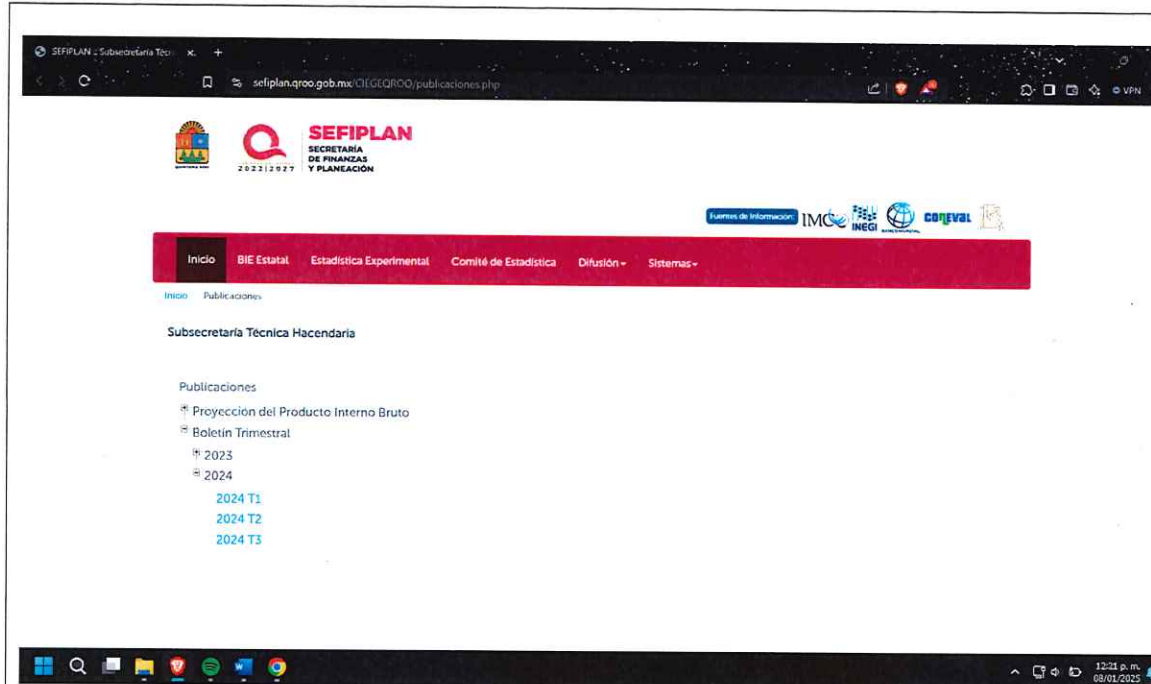 SEFIPLAN :: Subsecretaría Téc
sefiplan.qroo.gob.mx/CIEGEQROO/publicaciones.php
VPN
SEFIPLAN
SECRETARÍA
DE FINANZAS
Y PLANEACIÓN
2022|2027
Fuentes de Información:
IMCO
INEGI
CONEVAL
Inicio BIE Estatal Estadística Experimental Comité de Estadística Difusión Sistemas
Inicio Publicaciones
Subsecretaría Técnica Hacendaria
Publicaciones
Proyección del Producto Interno Bruto
Boletín Trimestral
2023
2024
2024 T1
2024 T2
2024 T3
12:21 p. m.
08/01/2025